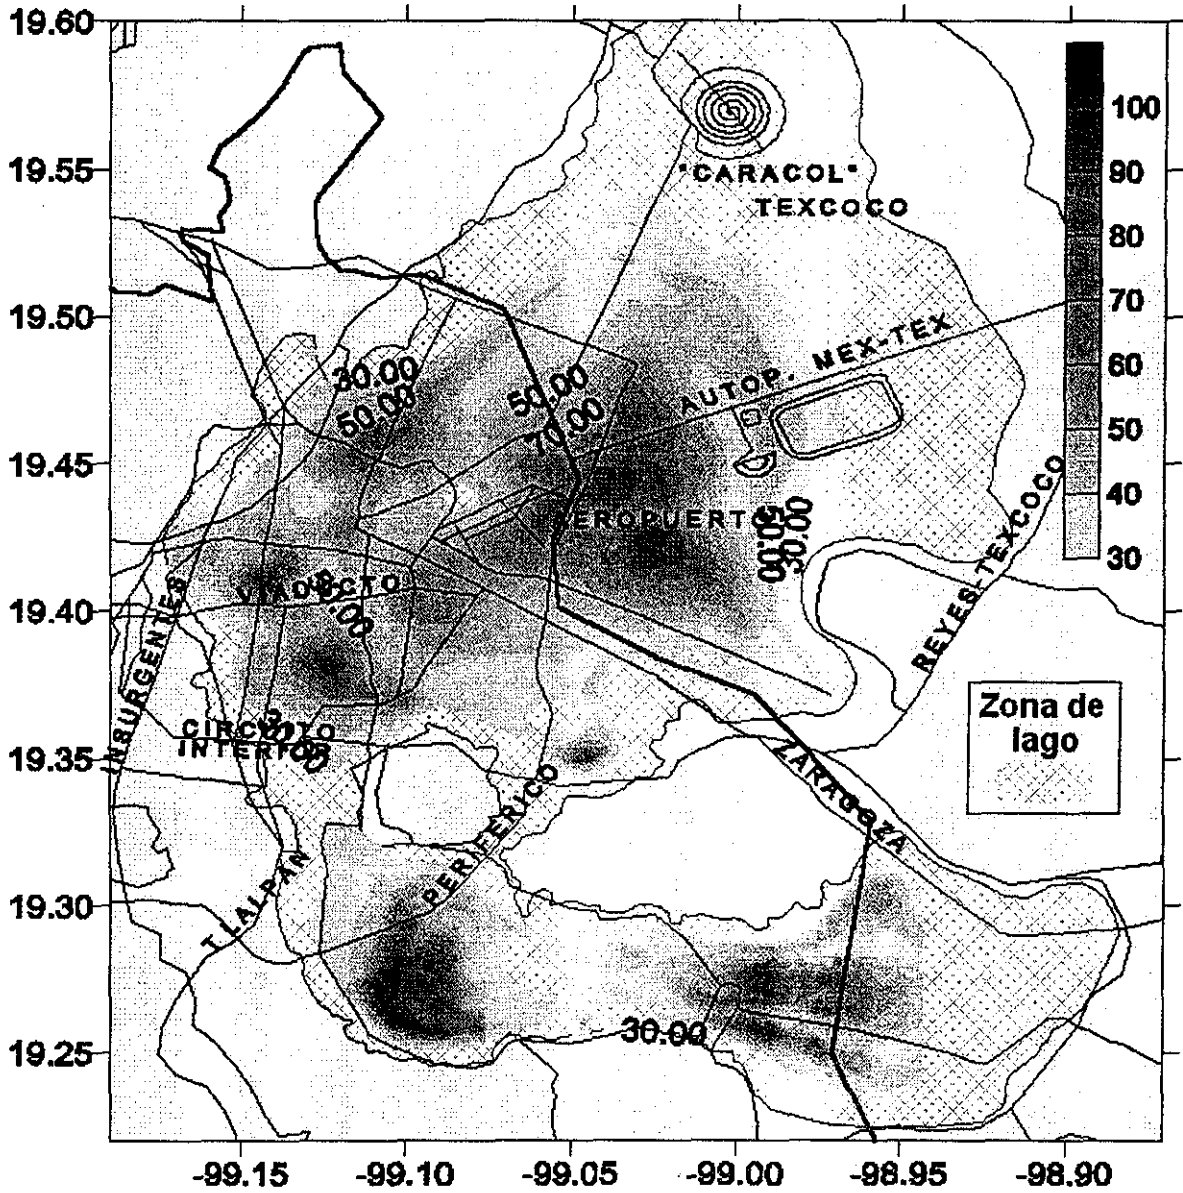 19.60
19.55
19.50
19.45
19.40
19.35
19.30
19.25
-99.15
-99.10
-99.05
-99.00
-98.95
-98.90
"CARACOL"
TEXCOCO
100
90
80
70
60
50
40
30
AUTOP. MEX-TEX
30.00
50.00
50.00
70.00
AEROPUERTO
50.00
30.00
VIADUCTO
INSURGENTES
CIRCUITO
INTERIOR
REYES-TEXCOCO
Zona de
lago
ZARAGOZA
PERIFERICO
TLALPAN
30.00